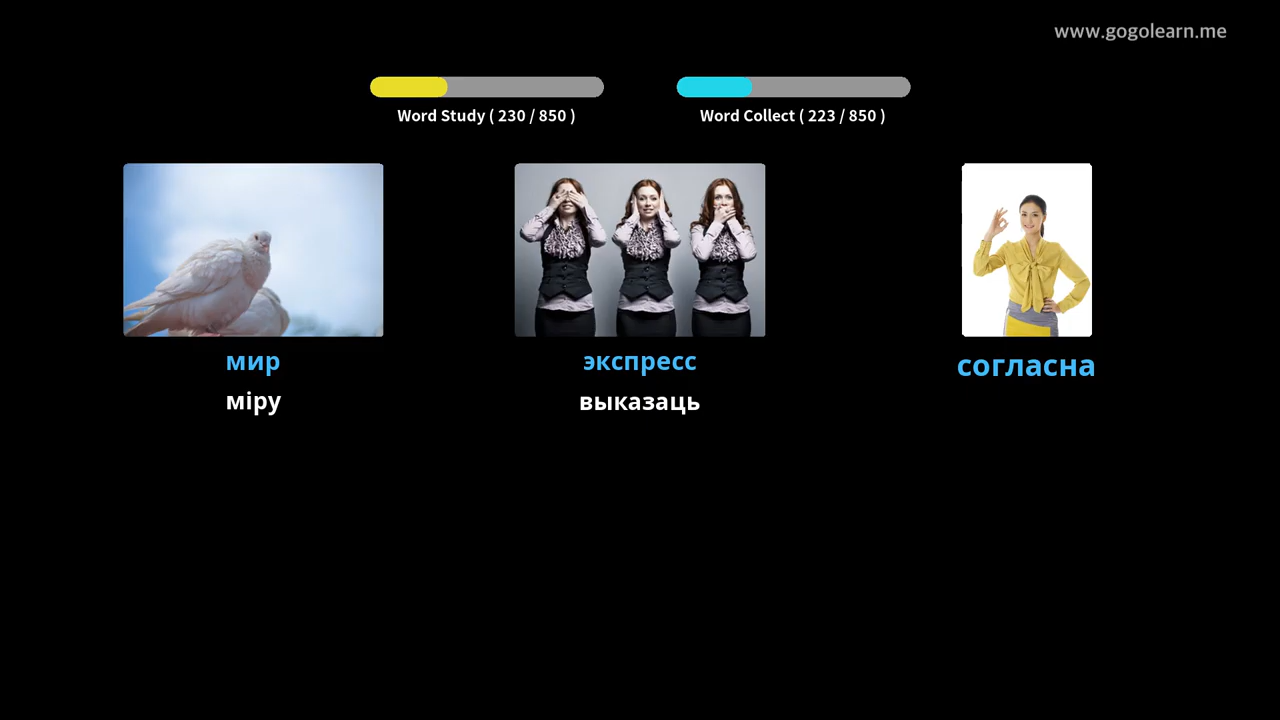 www.gogolearn.me
Word Study ( 230 / 850 )
Word Collect ( 223 / 850 )
мир
міру
экспресс
выказаць
согласна